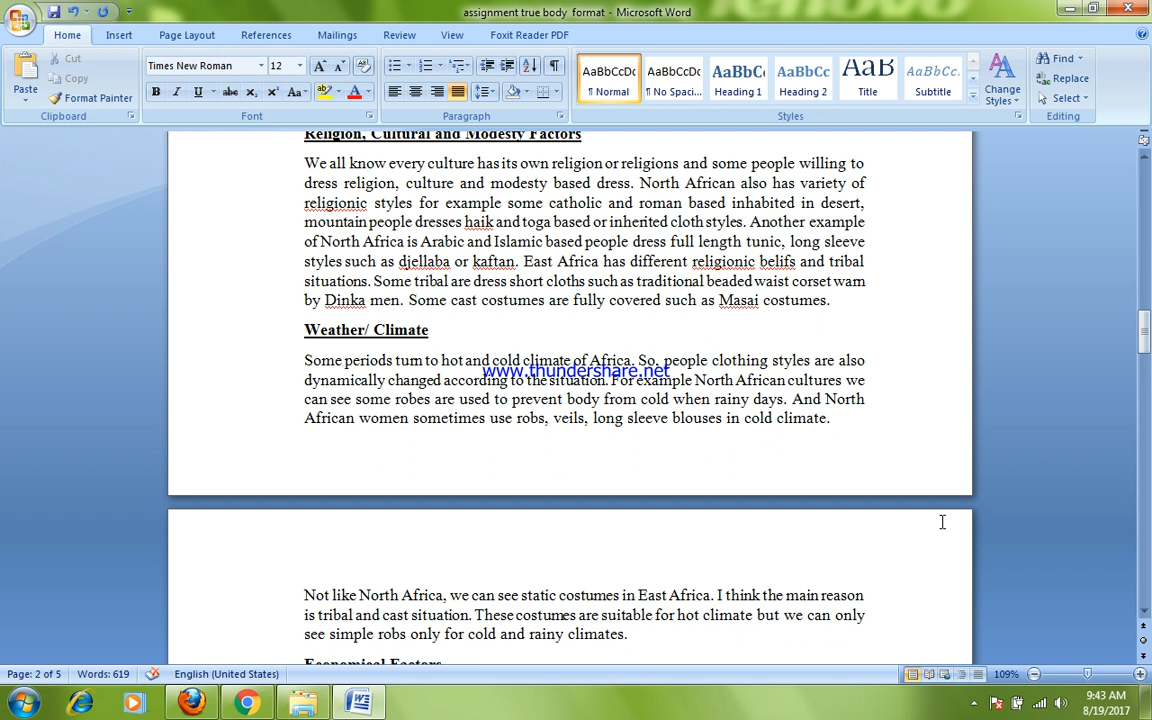 assignment true body format - Microsoft Word
Home Insert Page Layout References Mailings Review View Foxit Reader PDF
Paste
Cut
Copy
Format Painter
Clipboard
Times New Roman 12
B I U abc x₂ x² Aa
Font
Paragraph
AaBbCcDc AaBbCcDc AaBbCc AaBbCc AaB AaBbCc.
¶ Normal ¶ No Spaci... Heading 1 Heading 2 Title Subtitle
Change Styles
Styles
Find
Replace
Select
Editing
Religion, Cultural and Modesty Factors
We all know every culture has its own religion or religions and some people willing to
dress religion, culture and modesty based dress. North African also has variety of
religionic styles for example some catholic and roman based inhabited in desert,
mountain people dresses haik and toga based or inherited cloth styles. Another example
of North Africa is Arabic and Islamic based people dress full length tunic, long sleeve
styles such as djellaba or kaftan. East Africa has different religionic belifs and tribal
situations. Some tribal are dress short cloths such as traditional beaded waist corset warn
by Dinka men. Some cast costumes are fully covered such as Masai costumes.
Weather/ Climate
Some periods turn to hot and cold climate of Africa. So, people clothing styles are also
www.thundershare.net
dynamically changed according to the situation. For example North African cultures we
can see some robes are used to prevent body from cold when rainy days. And North
African women sometimes use robs, veils, long sleeve blouses in cold climate.
Not like North Africa, we can see static costumes in East Africa. I think the main reason
is tribal and cast situation. These costumes are suitable for hot climate but we can only
see simple robs only for cold and rainy climates.
Economical Factors
Page: 2 of 5 Words: 619 English (United States) 109%
9:43 AM
8/19/2017